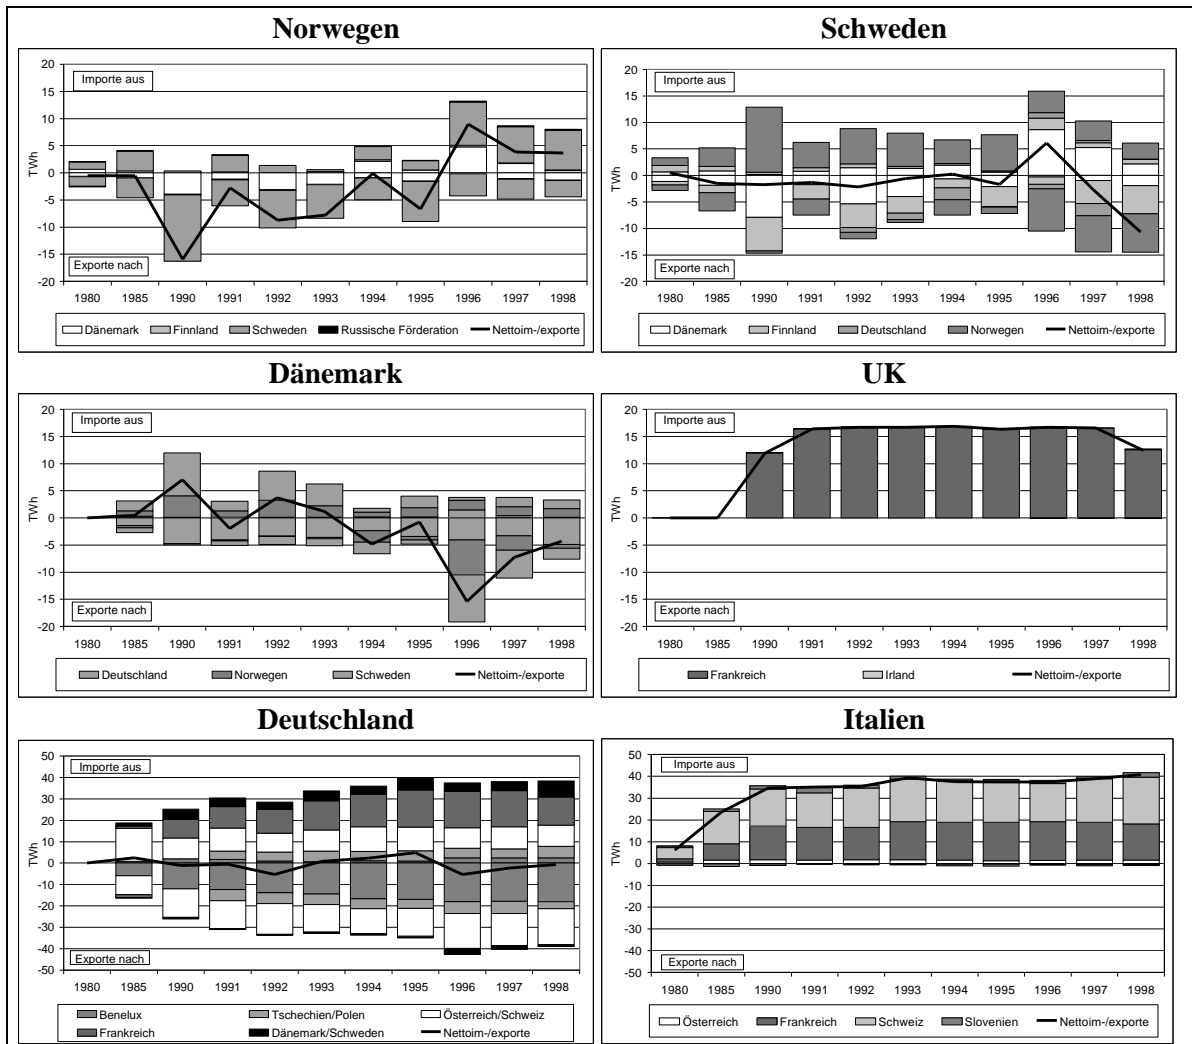 Norwegen
20
15
10
5
0
-5
-10
-15
-20
TWh
Importe aus
Exporte nach
1980 1985 1990 1991 1992 1993 1994 1995 1996 1997 1998
Dänemark Finnland Schweden Russische Förderation Nettoim-/exporte
Schweden
20
15
10
5
0
-5
-10
-15
-20
TWh
Importe aus
Exporte nach
1980 1985 1990 1991 1992 1993 1994 1995 1996 1997 1998
Dänemark Finnland Deutschland Norwegen Nettoim-/exporte
Dänemark
20
15
10
5
0
-5
-10
-15
-20
TWh
Importe aus
Exporte nach
1980 1985 1990 1991 1992 1993 1994 1995 1996 1997 1998
Deutschland Norwegen Schweden Nettoim-/exporte
UK
20
15
10
5
0
-5
-10
-15
-20
TWh
Importe aus
Exporte nach
1980 1985 1990 1991 1992 1993 1994 1995 1996 1997 1998
Frankreich Irland Nettoim-/exporte
Deutschland
50
40
30
20
10
0
-10
-20
-30
-40
-50
TWh
Importe aus
Exporte nach
1980 1985 1990 1991 1992 1993 1994 1995 1996 1997 1998
Benelux Tschechien/Polen Österreich/Schweiz
Frankreich Dänemark/Schweden Nettoim-/exporte
Italien
50
40
30
20
10
0
-10
-20
-30
-40
-50
TWh
Importe aus
Exporte nach
1980 1985 1990 1991 1992 1993 1994 1995 1996 1997 1998
Österreich Frankreich Schweiz Slovenien Nettoim-/exporte